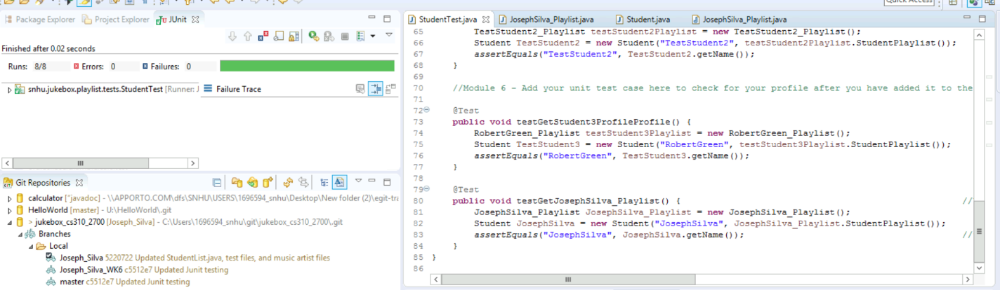 Quick Access
Package Explorer
Project Explorer
JUnit
Finished after 0.02 seconds
Runs: 8/8
Errors: 0
Failures: 0
snhu.jukebox.playlist.tests.StudentTest [Runner: J
Failure Trace
Git Repositories
calculator ["javadoc] - \\APPORTO.COM\dfs\SNHU\USERS\1696594_snhu\Desktop\New folder (2)\egit-tra
HelloWorld [master] - U:\HelloWorld\.git
> jukebox_cs310_2700 [Joseph_Silva] - C:\Users\1696594_snhu\git\jukebox_cs310_2700\.git
Branches
Local
Joseph_Silva 5220722 Updated StudentList.java, test files, and music artist files
Joseph_Silva_WK6 c5512e7 Updated Junit testing
master c5512e7 Updated Junit testing
StudentTest.java
JosephSilva_Playlist.java
Student.java
JosephSilva_Playlist.java
65 TestStudent2_Playlist testStudent2Playlist = new TestStudent2_Playlist();
66 Student TestStudent2 = new Student("TestStudent2", testStudent2Playlist.StudentPlaylist());
67 assertEquals("TestStudent2", TestStudent2.getName());
68 }
69
70 //Module 6 - Add your unit test case here to check for your profile after you have added it to the
71
72 @Test
73 public void testGetStudent3ProfileProfile() {
74 RobertGreen_Playlist testStudent3Playlist = new RobertGreen_Playlist();
75 Student TestStudent3 = new Student("RobertGreen", testStudent3Playlist.StudentPlaylist());
76 assertEquals("RobertGreen", TestStudent3.getName());
77 }
78
79 @Test
80 public void testGetJosephSilva_Playlist() { //
81 JosephSilva_Playlist JosephSilva_Playlist = new JosephSilva_Playlist();
82 Student JosephSilva = new Student("JosephSilva", JosephSilva_Playlist.StudentPlaylist());
83 assertEquals("JosephSilva", JosephSilva.getName()); //
84 }
85 }
86